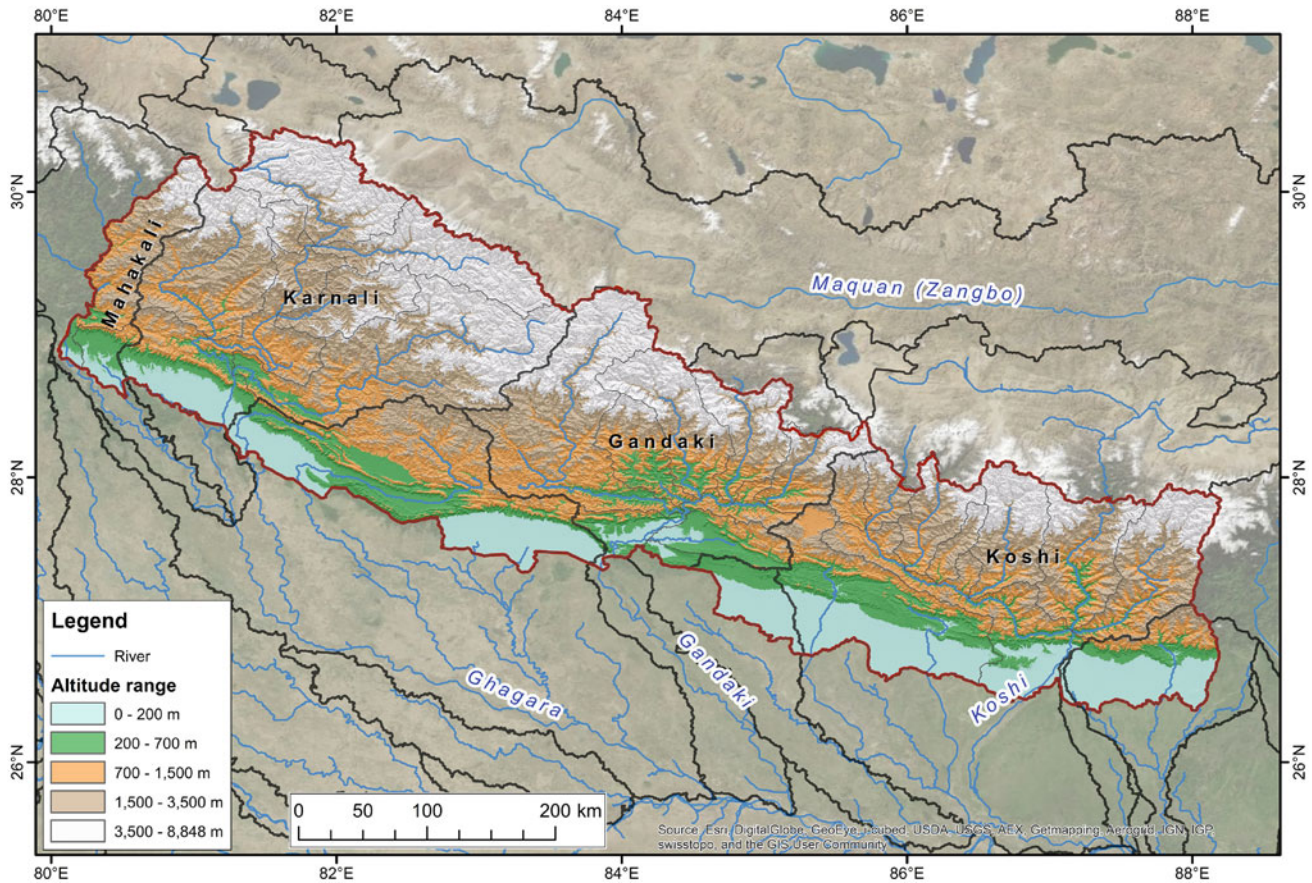 80°E 82°E 84°E 86°E 88°E
30°N 30°N
Mahakali
Karnali
Maquan (Zangbo)
28°N 28°N
Gandaki
Koshi
Ghagara
Gandaki
Koshi
26°N 26°N
Legend
River
Altitude range
0 - 200 m
200 - 700 m
700 - 1,500 m
1,500 - 3,500 m
3,500 - 8,848 m
0 50 100 200 km
Source: Esri, DigitalGlobe, GeoEye, i-cubed, USDA, USGS, AEX, Getmapping, Aerogrid, IGN, IGP,
swisstopo, and the GIS User Community
80°E 82°E 84°E 86°E 88°E